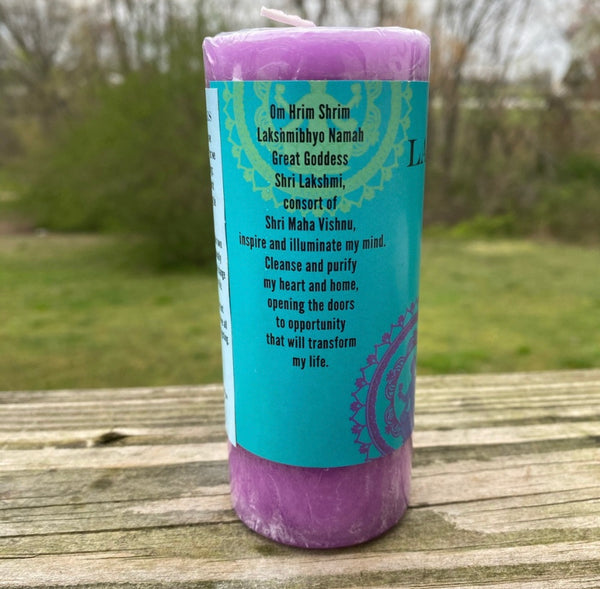 Om Hrim Shrim
Laksnmibhyo Namah
Great Goddess
Shri Lakshmi,
consort of
Shri Maha Vishnu,
inspire and illuminate my mind.
Cleanse and purify
my heart and home,
opening the doors
to opportunity
that will transform
my life.